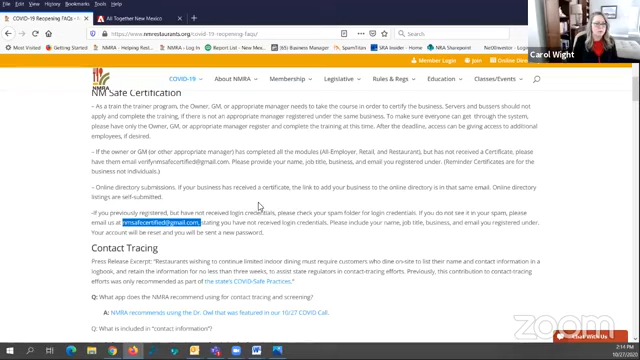 File Edit View History Bookmarks Tools Help
COVID-19 Reopening FAQs
All Together New Mexico
https://www.nmrestaurants.org/covid-19-reopening-faqs/
Most Visited
Getting Started
NMRA - Helping Rest...
NMRA - Log In
Business Manager
SpamTitan
SRA Insider
NRA Sharepoint
Net1Investor
Carol Wight
Member Login
Join Now
NMRA
COVID-19
About NMRA
Membership
Legislative
Rules & Regs
Education
Classes/Events
NM Safe Certification
– As a train the trainer program, the Owner, GM, or appropriate manager needs to take the course in order to certify the business, Servers and bussers should not
apply and complete the training, if there is not an appropriate manager registered under the same business. To make sure everyone can get through the system,
please have only the Owner, GM, or other appropriate manager register and complete the training at this time. After the deadline, access can be giving access to additional
employees, if desired.
– If the owner or GM (or other appropriate manager) has completed all the modules (All-Employer, Retail, and Restaurant), but has not received a Certificate, please
have them email verifynmsafecertified@gmail.com. Please provide your name, job title, business, and email you registered under. (Reminder Certificates are for the
business not individuals).
– Online directory submissions. If your business has received a certificate, the link to add your business to the online directory is in that same email. Online directory
listings are self-submitted.
–If you previously registered, but have not received login credentials, please check your spam folder for login credentials. If you do not see it in your spam, please
email us at nmsafecertified@gmail.com, stating you have not received login credentials. Please include your name, job title, business, and email you registered under.
Your account will be reset and you will be sent a new password.
Contact Tracing
Press Release Excerpt: "Restaurants wishing to continue limited indoor dining must require customers who dine on-site to list their name and contact information in a
logbook, and retain the information for no less than three weeks, to assist state regulators in contact-tracing efforts. Previously, this contribution to contact-tracing
efforts was only recommended as part of the state's COVID-Safe Practices."
Q: What app does the NMRA recommend using for contact tracing and screening?
A: NMRA recommends using the Dr. Owl that was featured in our 10/27 COVID Call.
Q: What is included in "contact information"?
zoom
2:14 PM
10/27/2020